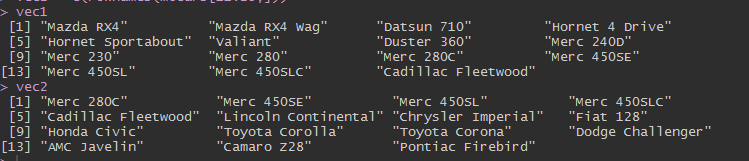 > vec1
 [1] "Mazda RX4"          "Mazda RX4 Wag"      "Datsun 710"         "Hornet 4 Drive"
 [5] "Hornet Sportabout"  "Valiant"            "Duster 360"         "Merc 240D"
 [9] "Merc 230"           "Merc 280"           "Merc 280C"          "Merc 450SE"
[13] "Merc 450SL"         "Merc 450SLC"        "Cadillac Fleetwood"
> vec2
 [1] "Merc 280C"           "Merc 450SE"          "Merc 450SL"          "Merc 450SLC"
 [5] "Cadillac Fleetwood"  "Lincoln Continental" "Chrysler Imperial"   "Fiat 128"
 [9] "Honda Civic"         "Toyota Corolla"      "Toyota Corona"       "Dodge Challenger"
[13] "AMC Javelin"         "Camaro Z28"          "Pontiac Firebird"